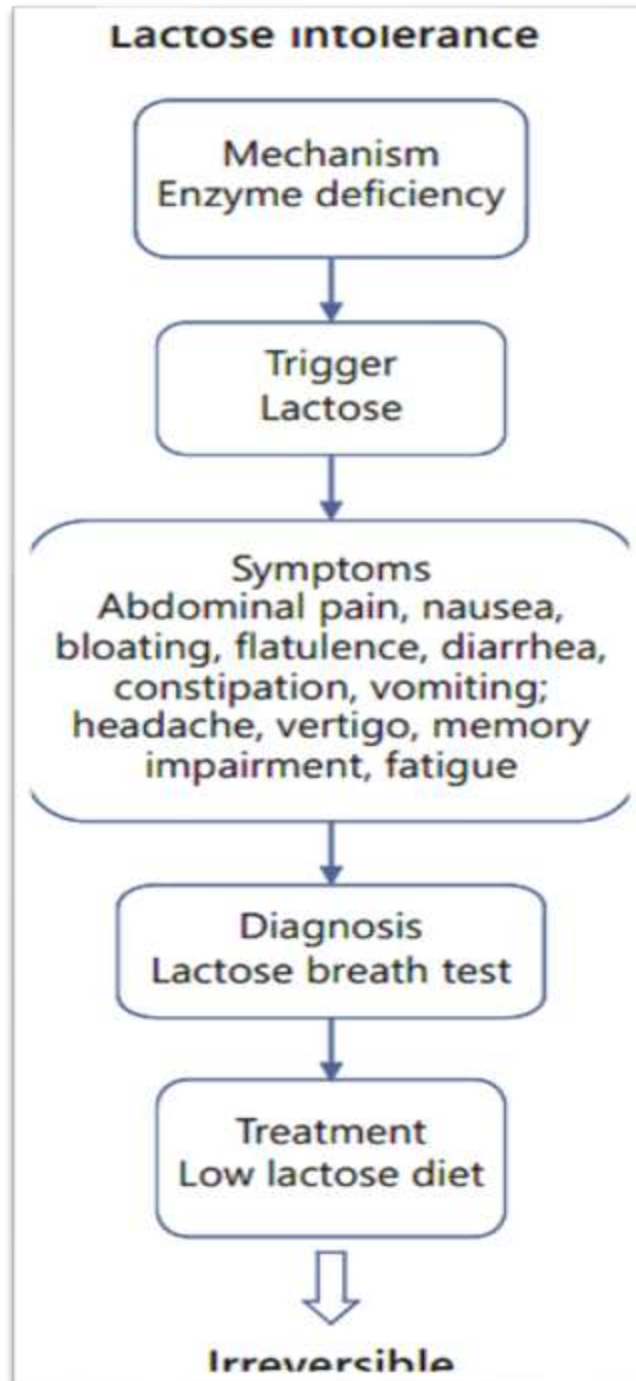 Lactose intolerance
Mechanism
Enzyme deficiency
Trigger
Lactose
Symptoms
Abdominal pain, nausea,
bloating, flatulence, diarrhea,
constipation, vomiting;
headache, vertigo, memory
impairment, fatigue
Diagnosis
Lactose breath test
Treatment
Low lactose diet
Irreversible